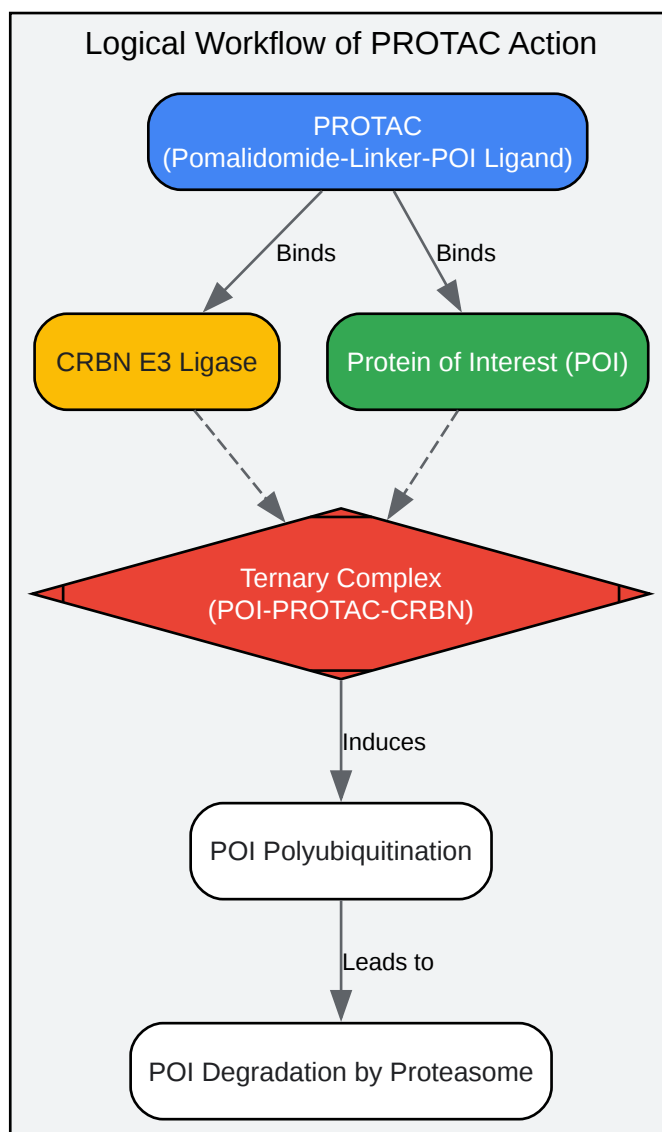 Logical Workflow of PROTAC Action
PROTAC
(Pomalidomide-Linker-POI Ligand)
Binds
Binds
CRBN E3 Ligase
Protein of Interest (POI)
Ternary Complex
(POI-PROTAC-CRBN)
Induces
POI Polyubiquitination
Leads to
POI Degradation by Proteasome